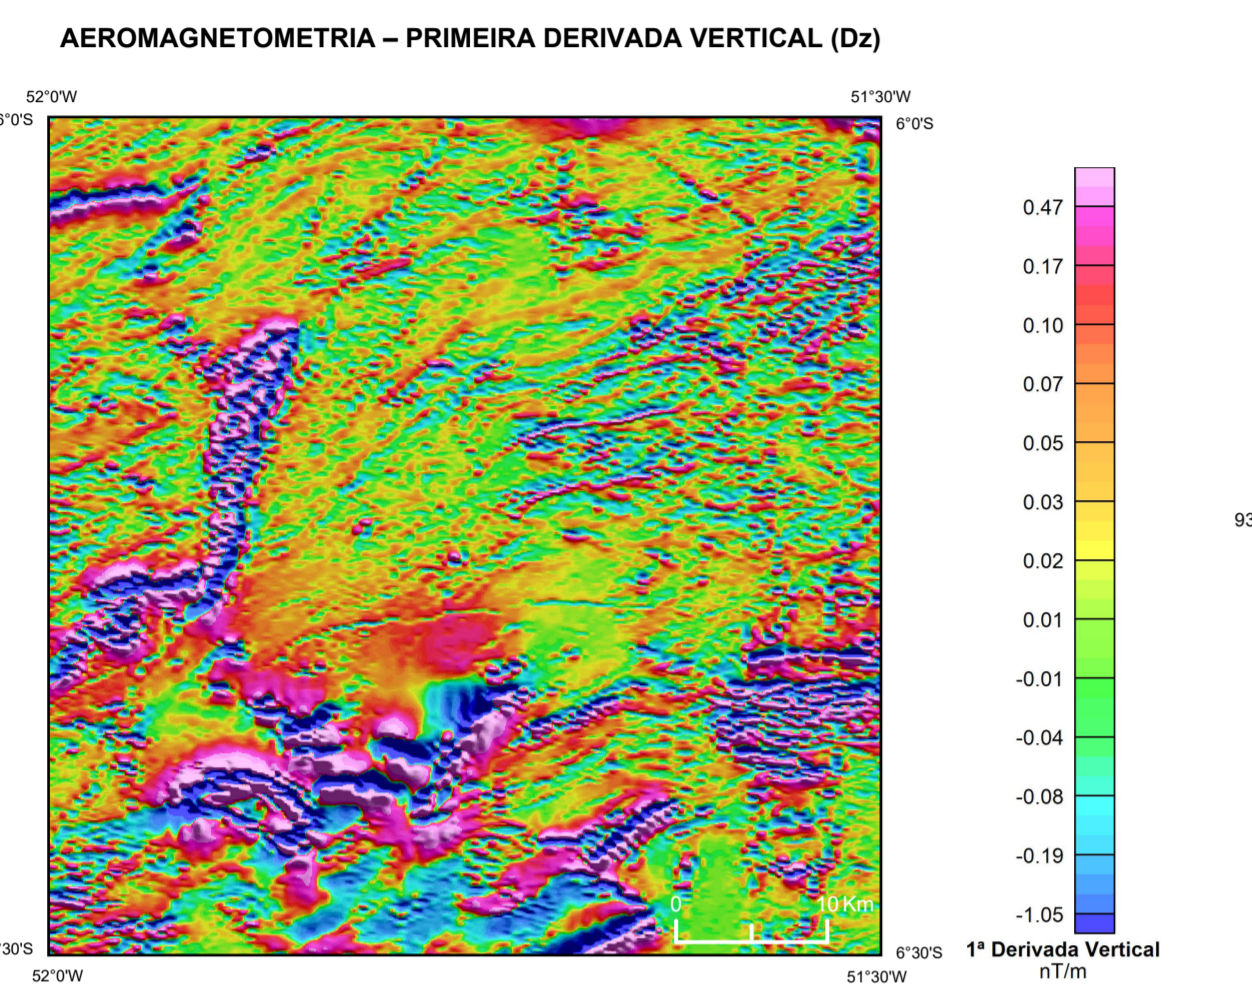 AEROMAGNETOMETRIA – PRIMEIRA DERIVADA VERTICAL (Dz)
52°0'W 51°30'W
6°0'S 6°0'S
0.47
0.17
0.10
0.07
0.05
0.03
0.02
0.01
-0.01
-0.04
-0.08
-0.19
-1.05
93
0 10 Km
'30'S 6°30'S
1ª Derivada Vertical
nT/m
52°0'W 51°30'W